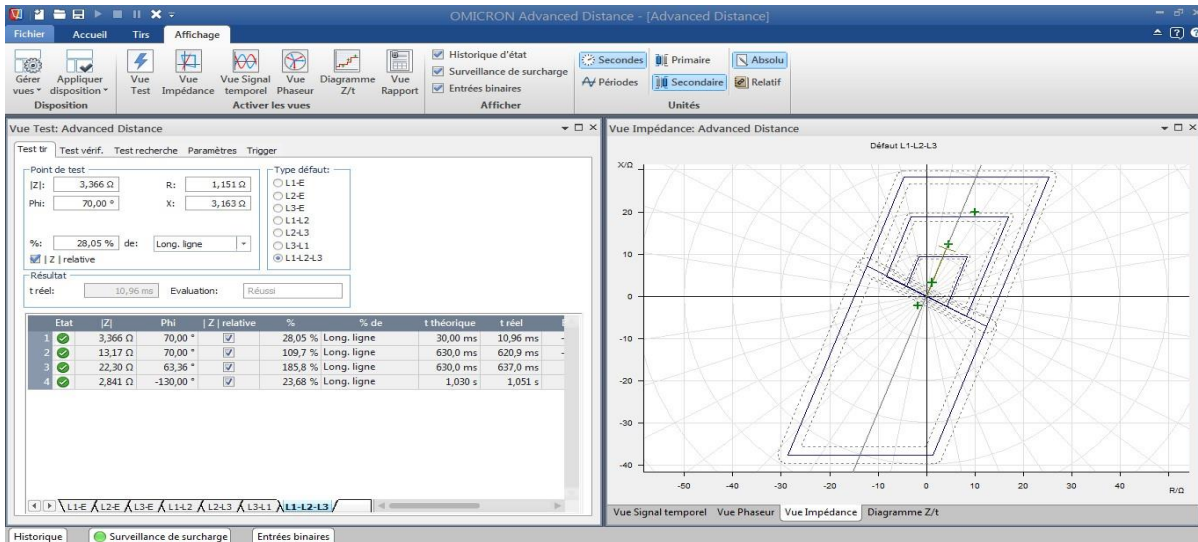 OMICRON Advanced Distance - [Advanced Distance]
Fichier Accueil Tirs Affichage
Gérer vues
Appliquer disposition
Disposition
Vue Test
Vue Impédance
Vue Signal temporel
Vue Phaseur
Diagramme Z/t
Vue Rapport
Activer les vues
Historique d'état
Surveillance de surcharge
Entrées binaires
Afficher
Secondes Primaire Absolu
Périodes Secondaire Relatif
Unités
Vue Test: Advanced Distance
Test tir Test vérif. Test recherche Paramètres Trigger
Point de test
|Z|: 3,366 Ω R: 1,151 Ω
Phi: 70,00 ° X: 3,163 Ω
%: 28,05 % de: Long. ligne
| Z | relative
Type défaut:
L1-E
L2-E
L3-E
L1-L2
L2-L3
L3-L1
L1-L2-L3
Résultat
t réel: 10,96 ms Evaluation: Réussi
Etat |Z| Phi | Z | relative % % de t théorique t réel
1 3,366 Ω 70,00 ° 28,05 % Long. ligne 30,00 ms 10,96 ms
2 13,17 Ω 70,00 ° 109,7 % Long. ligne 630,0 ms 620,9 ms
3 22,30 Ω 63,36 ° 185,8 % Long. ligne 630,0 ms 637,0 ms
4 2,841 Ω -130,00 ° 23,68 % Long. ligne 1,030 s 1,051 s
L1-E L2-E L3-E L1-L2 L2-L3 L3-L1 L1-L2-L3
Vue Impédance: Advanced Distance
Défaut L1-L2-L3
X/Ω
20
10
0
-10
-20
-30
-40
-50 -40 -30 -20 -10 0 10 20 30 40
R/Ω
Vue Signal temporel Vue Phaseur Vue Impédance Diagramme Z/t
Historique Surveillance de surcharge Entrées binaires